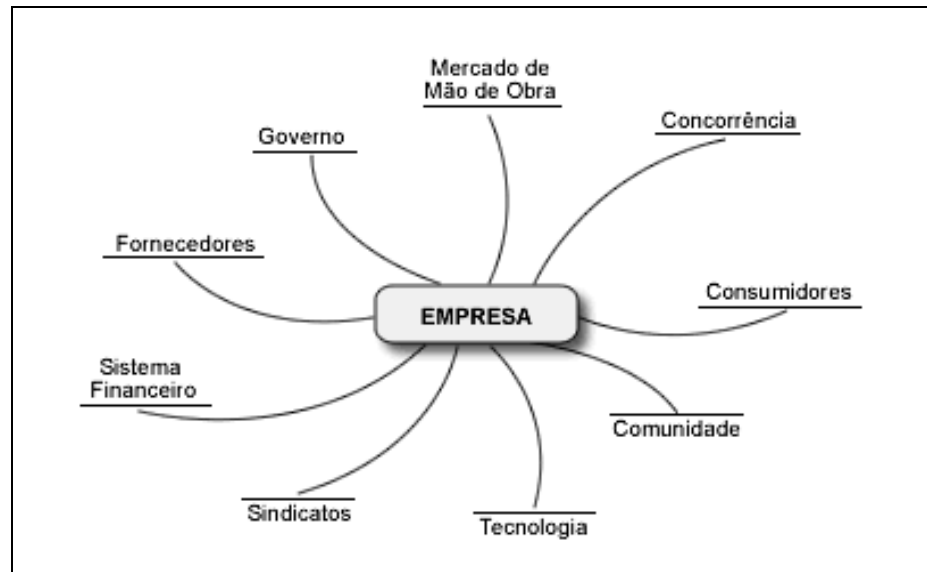 Mercado de
Mão de Obra
Concorrência
Governo
Fornecedores
Consumidores
EMPRESA
Sistema
Financeiro
Comunidade
Sindicatos
Tecnologia